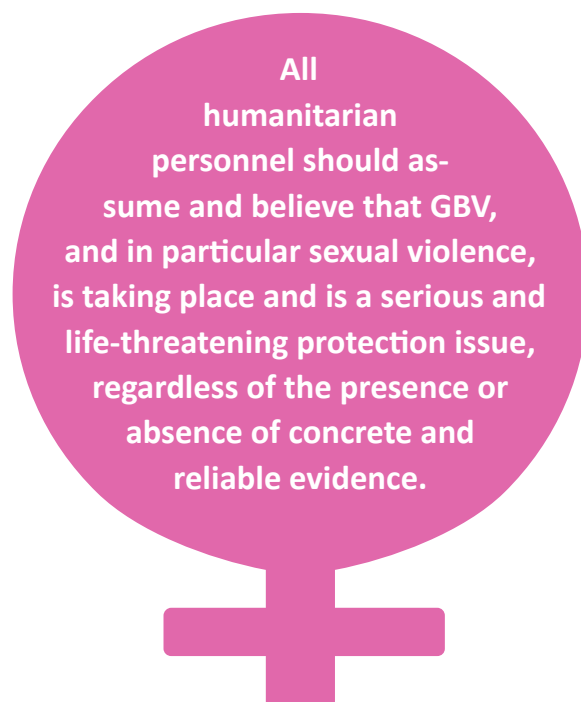 All
humanitarian
personnel should as-
sume and believe that GBV,
and in particular sexual violence,
is taking place and is a serious and
life-threatening protection issue,
regardless of the presence or
absence of concrete and
reliable evidence.